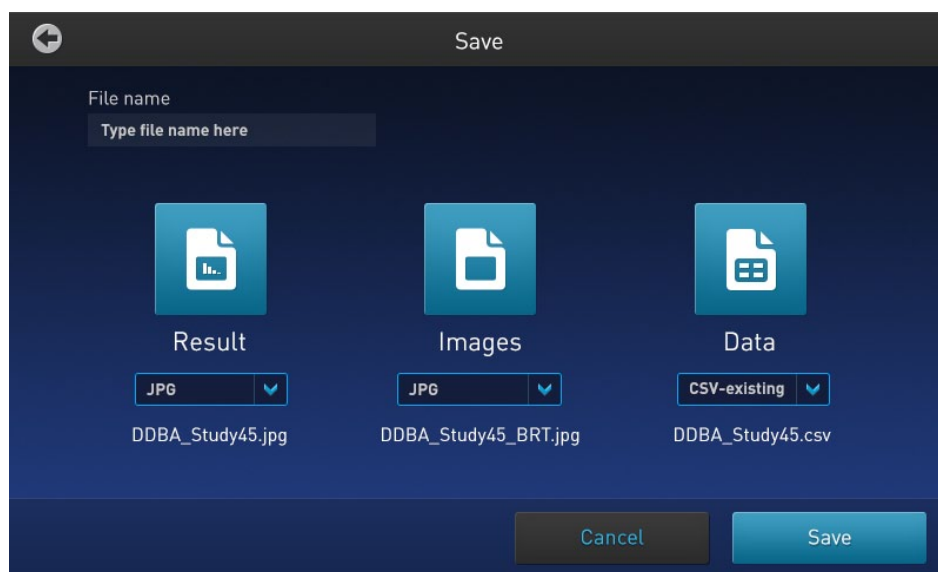 Save
File name
Type file name here
Result
Images
Data
JPG
JPG
CSV-existing
DDBA_Study45.jpg
DDBA_Study45_BRT.jpg
DDBA_Study45.csv
Cancel
Save